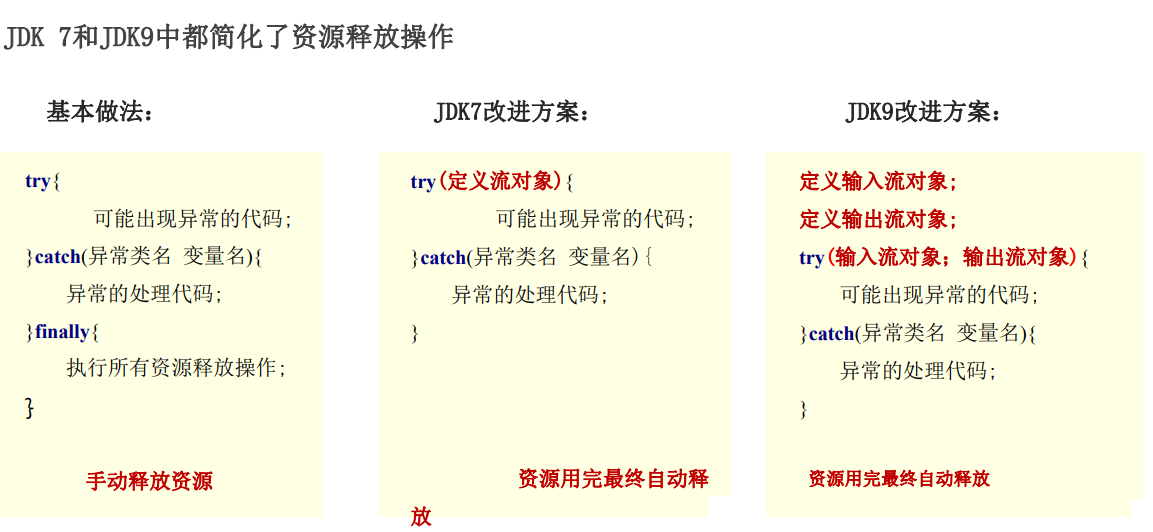 JDK 7和JDK9中都简化了资源释放操作
基本做法：
try{
可能出现异常的代码;
}catch(异常类名 变量名){
异常的处理代码;
}finally{
执行所有资源释放操作;
}
手动释放资源
JDK7改进方案：
try(定义流对象){
可能出现异常的代码;
}catch(异常类名 变量名){
异常的处理代码;
}
资源用完最终自动释
放
JDK9改进方案：
定义输入流对象;
定义输出流对象;
try(输入流对象；输出流对象){
可能出现异常的代码;
}catch(异常类名 变量名){
异常的处理代码;
}
资源用完最终自动释放